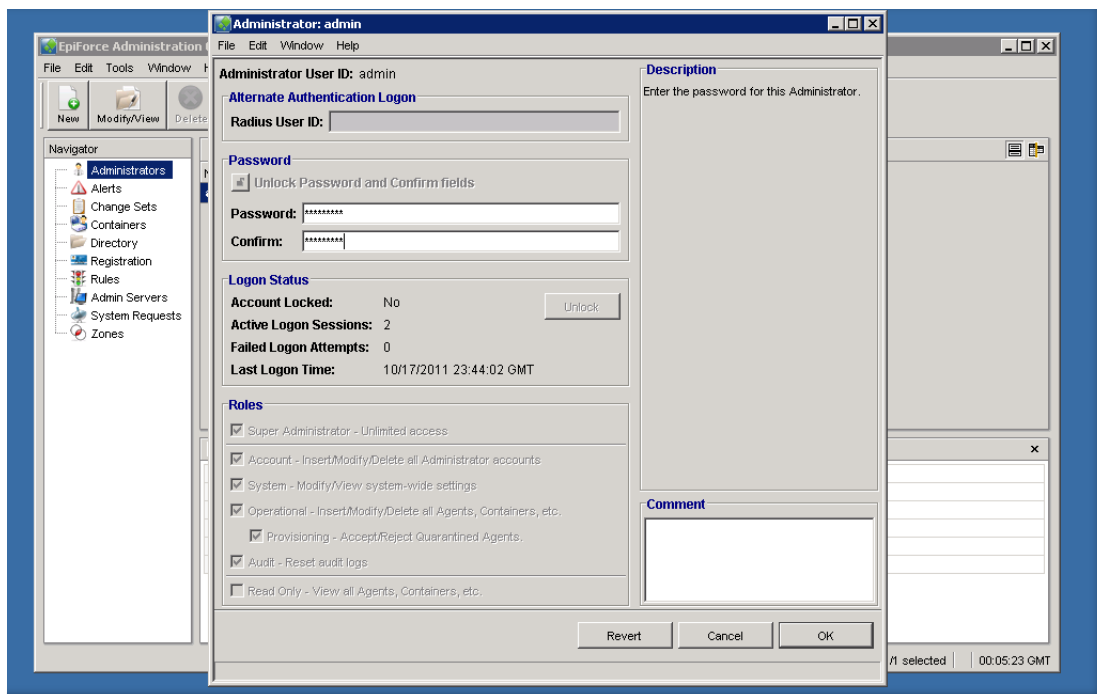 Administrator: admin
File Edit Window Help
Administrator User ID: admin
Alternate Authentication Logon
Radius User ID:
Password
Unlock Password and Confirm fields
Password: *********
Confirm: *********
Logon Status
Account Locked: No
Unlock
Active Logon Sessions: 2
Failed Logon Attempts: 0
Last Logon Time: 10/17/2011 23:44:02 GMT
Roles
Super Administrator - Unlimited access
Account - Insert/Modify/Delete all Administrator accounts
System - Modify/View system-wide settings
Operational - Insert/Modify/Delete all Agents, Containers, etc.
Provisioning - Accept/Reject Quarantined Agents.
Audit - Reset audit logs
Read Only - View all Agents, Containers, etc.
Description
Enter the password for this Administrator.
Comment
Revert Cancel OK
EpiForce Administration
File Edit Tools Window
New Modify/View Delete
Navigator
Administrators
Alerts
Change Sets
Containers
Directory
Registration
Rules
Admin Servers
System Requests
Zones
/1 selected 00:05:23 GMT